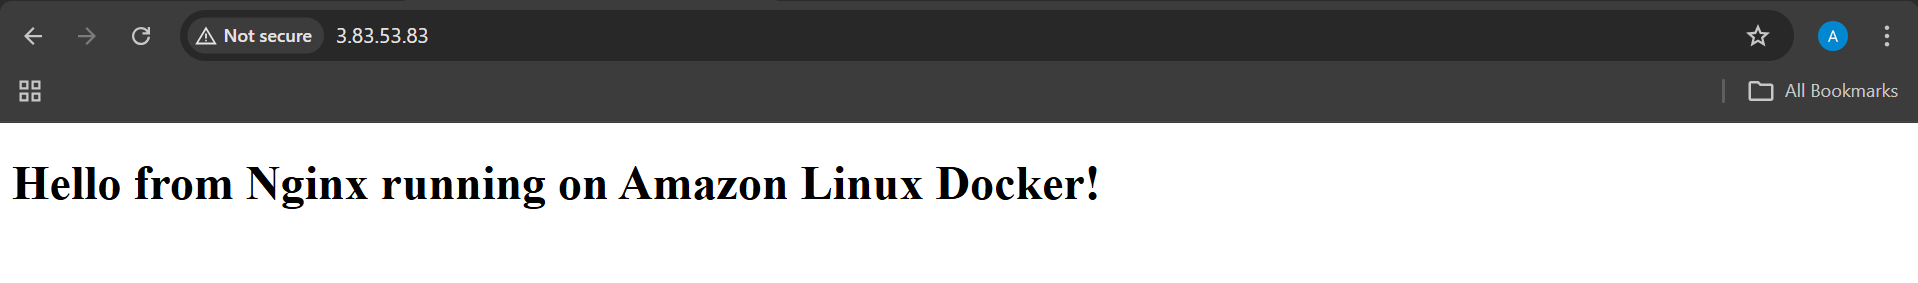 Not secure 3.83.53.83 A
All Bookmarks
Hello from Nginx running on Amazon Linux Docker!